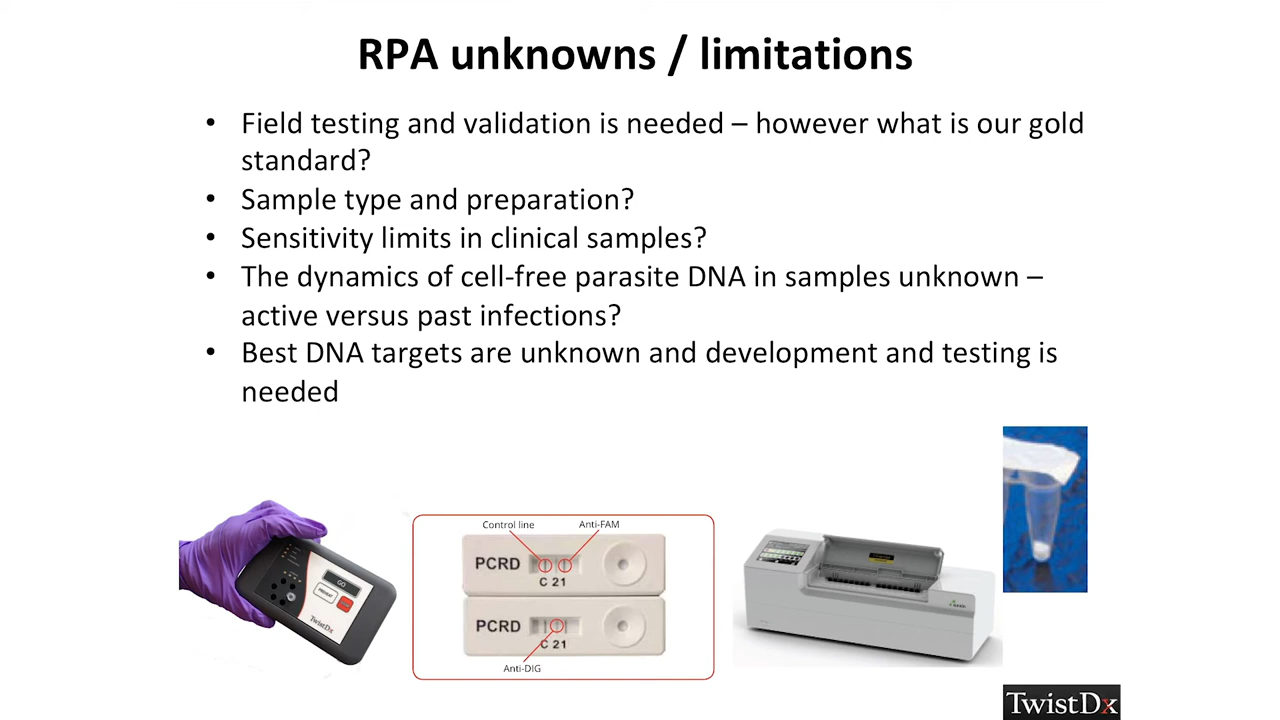 RPA unknowns / limitations
• Field testing and validation is needed – however what is our gold
standard?
• Sample type and preparation?
• Sensitivity limits in clinical samples?
• The dynamics of cell-free parasite DNA in samples unknown –
active versus past infections?
• Best DNA targets are unknown and development and testing is
needed
Control line
Anti-FAM
PCRD
C 21
PCRD
C 21
Anti-DIG
GO
TwistDx
TwistDx